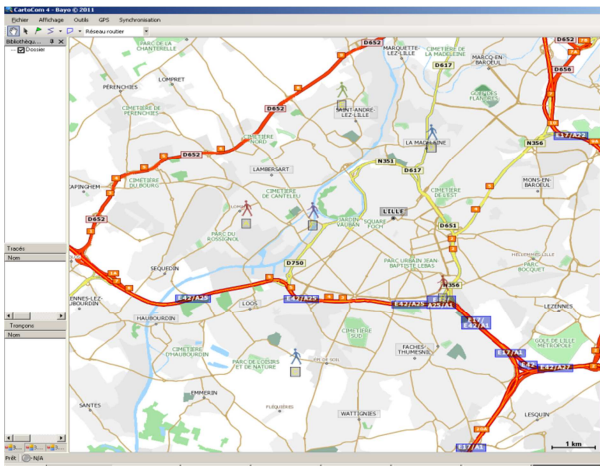 CartoCom 4 - Bayo © 2011
Fichier Affichage Outils GPS Synchronisation
Réseau routier
Bibliothèqu...
Dossier
Tracés
Nom
Tronçons
Nom
Prêt
N/A
PARC DE LA CHANTERELLE
D652
MARQUETTE-LEZ-LILLE
CIMETIÈRE DE LA MADELEINE
D617
MARCQ-EN-BAROEUL
D652
D656
LOMPRET
PÉRENCHIES
CIMETIÈRE DE PÉRENCHIES
D652
SAINT-ANDRÉ-LEZ-LILLE
CIMETIÈRE NORD
LA MADELEINE
E17/A22
N356
D652
LAMBERSART
N351
D617
CIMETIÈRE DU BOURG
CIMETIÈRE DE CANTELEU
CIMETIÈRE DE L'EST
MONS-EN-BAROEUL
D652
PARC DU ROSSIGNOL
JARDIN VAUBAN
SQUARE FOCH
LILLE
D651
SEQUEDIN
D750
PARC URBAIN JEAN-BAPTISTE LEBAS
PARC BOCQUET
N356
E42/A25
LOOS
E42/A25
E42/A25
LEZENNES
HAUBOURDIN
E17/E42/A1
CIMETIÈRE D'HAUBOURDIN
CIMETIÈRE SUD
FACHES-THUMESNIL
E17/A1
GOLF DE LILLE MÉTROPOLE
PARC DE LOISIRS ET DE NATURE
E42/A27
EMMERIN
SANTES
WATTIGNIES
LESQUIN
E17/A1
1 km